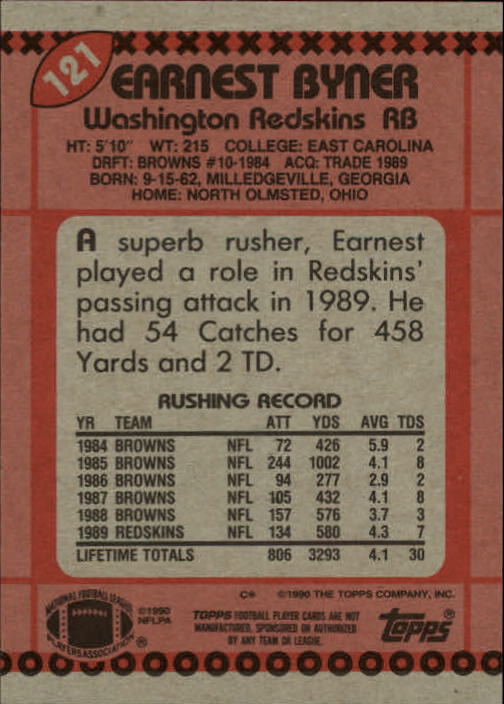 121
EARNEST BYNER
Washington Redskins RB
HT: 5'10" WT: 215 COLLEGE: EAST CAROLINA
DRFT: BROWNS #10-1984 ACQ: TRADE 1989
BORN: 9-15-62, MILLEDGEVILLE, GEORGIA
HOME: NORTH OLMSTED, OHIO
A superb rusher, Earnest
played a role in Redskins'
passing attack in 1989. He
had 54 Catches for 458
Yards and 2 TD.
RUSHING RECORD
YR TEAM ATT YDS AVG TDS
1984 BROWNS NFL 72 426 5.9 2
1985 BROWNS NFL 244 1002 4.1 8
1986 BROWNS NFL 94 277 2.9 2
1987 BROWNS NFL 105 432 4.1 8
1988 BROWNS NFL 157 576 3.7 3
1989 REDSKINS NFL 134 580 4.3 7
LIFETIME TOTALS 806 3293 4.1 30
C* ©1990 THE TOPPS COMPANY, INC.
NATIONAL FOOTBALL LEAGUE
PLAYERS ASSOCIATION ®
©1990
NFLPA
TOPPS FOOTBALL PLAYER CARDS ARE NOT
MANUFACTURED, SPONSORED OR AUTHORIZED
BY ANY TEAM OR LEAGUE.
Topps ®